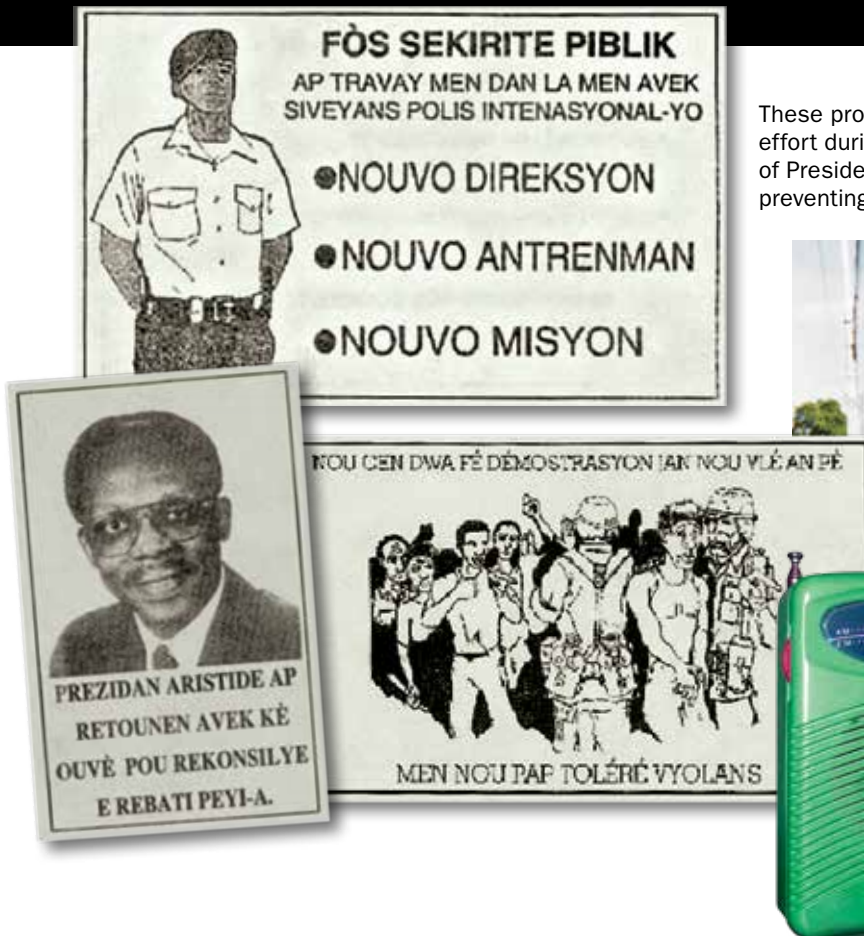 FÒS SEKIRITE PIBLIK
AP TRAVAY MEN DAN LA MEN AVEK
SIVEYANS POLIS INTENASYONAL-YO
●NOUVO DIREKSYON
●NOUVO ANTRENMAN
●NOUVO MISYON
These pro
effort duri
of Preside
preventing
PREZIDAN ARISTIDE AP
RETOUNEN AVEK KÈ
OUVÈ POU REKONSILYE
E REBATI PEYI-A.
NOU GEN DWA FÉ DÉMOSTRASYON NOU VLÉ AN PÈ
MEN NOU PAP TOLÉRÉ VYOLANS